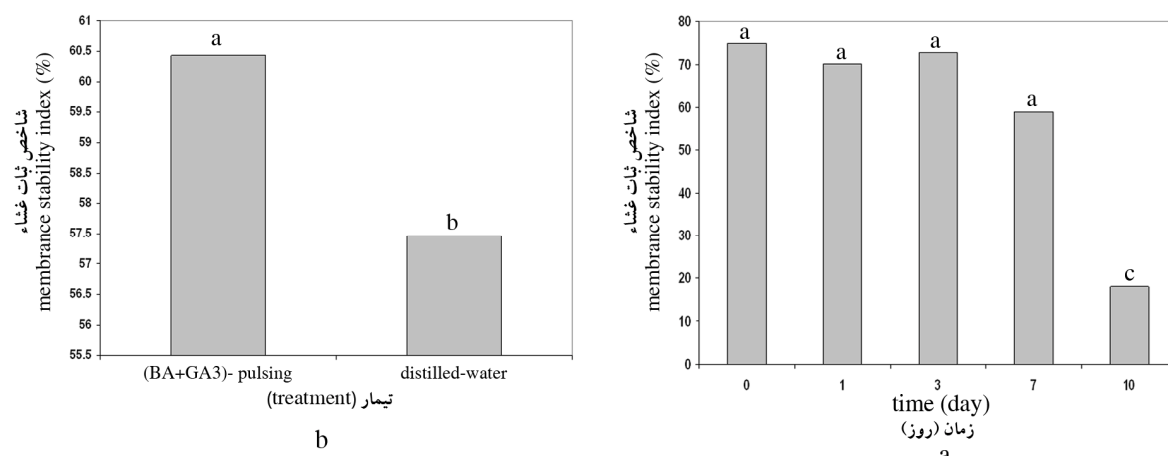 61
60.5
60
59.5
59
58.5
58
57.5
57
56.5
56
55.5
شاخص ثبات غشاء
membrance stability index (%)
a
b
(BA+GA3)- pulsing
distilled-water
تیمار (treatment)
b
80
70
60
50
40
30
20
10
0
شاخص ثبات غشاء
membrance stability index (%)
a
a
a
a
c
0 1 3 7 10
time (day)
زمان (روز)
a